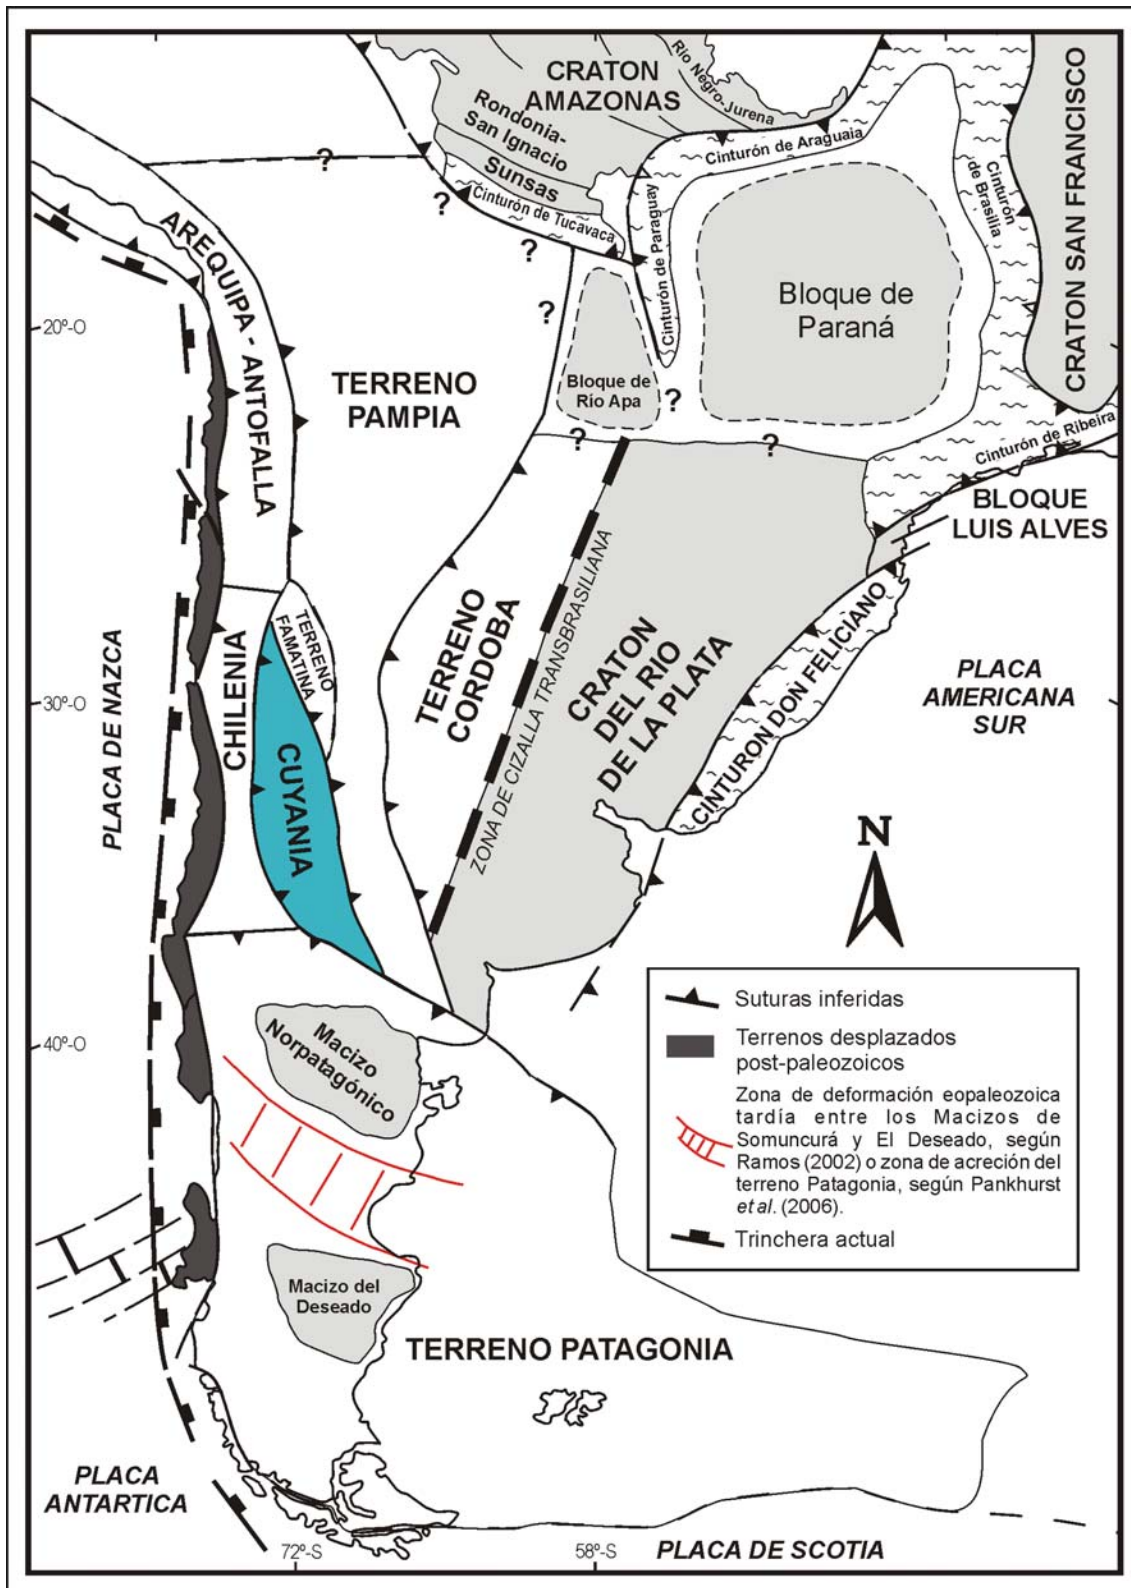 CRATON
AMAZONAS
Río Negro-Jurena
Rondonia-
San Ignacio
Sunsas
Cinturón de Tucavaca
Cinturón de Araguaia
Cinturón de Paraguay
Cinturón
de Brasilia
CRATON SAN FRANCISCO
?
?
?
?
AREQUIPA - ANTOFALLA
20º-O
TERRENO
PAMPIA
Bloque de
Paraná
Bloque de
Río Apa
?
?
?
Cinturón de Ribeira
BLOQUE
LUIS ALVES
PLACA DE NAZCA
30º-O
CHILENIA
TERRENO
FAMATINA
CUYANIA
TERRENO
CORDOBA
ZONA DE CIZALLA TRANSBRASILIANA
CRATON
DEL RIO
DE LA PLATA
CINTURON DON FELICIANO
PLACA
AMERICANA
SUR
N
40º-O
Macizo
Norpatagónico
Macizo del
Deseado
TERRENO PATAGONIA
Suturas inferidas
Terrenos desplazados
post-paleozoicos
Zona de deformación eopaleozoica
tardía entre los Macizos de
Somuncurá y El Deseado, según
Ramos (2002) o zona de acreción del
terreno Patagonia, según Pankhurst
et al. (2006).
Trinchera actual
PLACA
ANTARTICA
72º-S
58º-S
PLACA DE SCOTIA